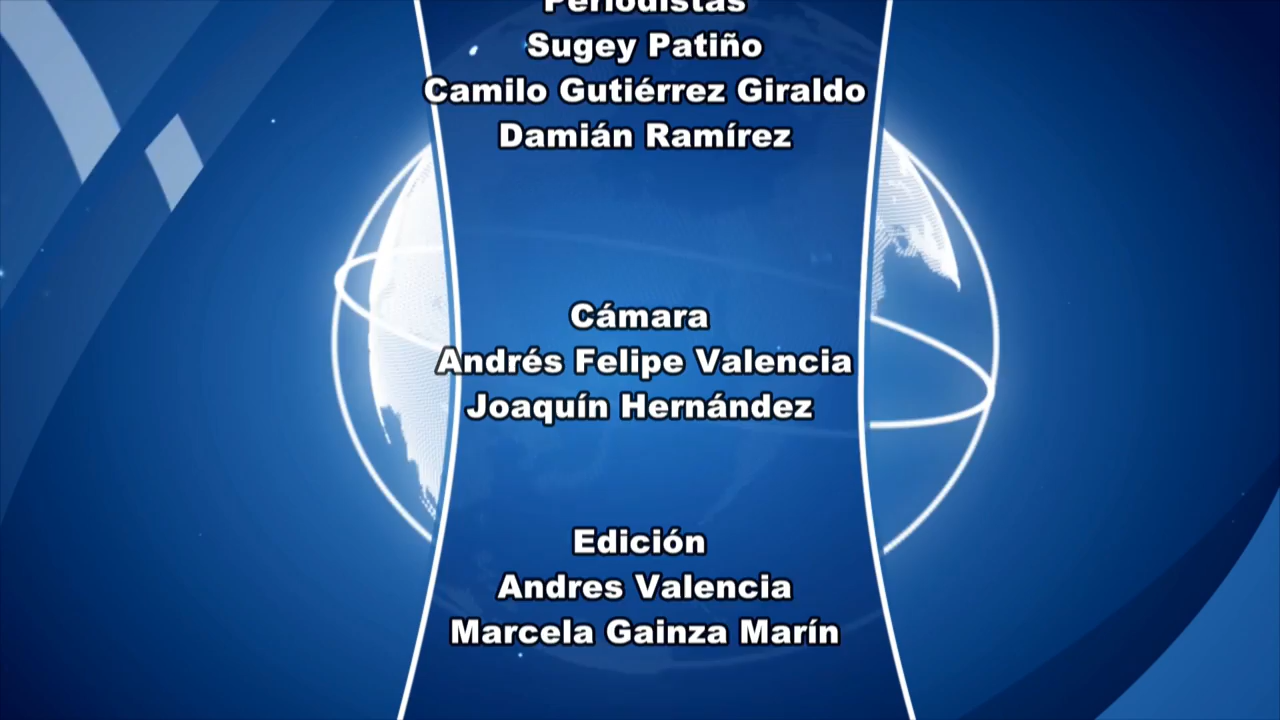 Periodistas
Sugey Patiño
Camilo Gutiérrez Giraldo
Damián Ramírez
Cámara
Andrés Felipe Valencia
Joaquín Hernández
Edición
Andres Valencia
Marcela Gainza Marín